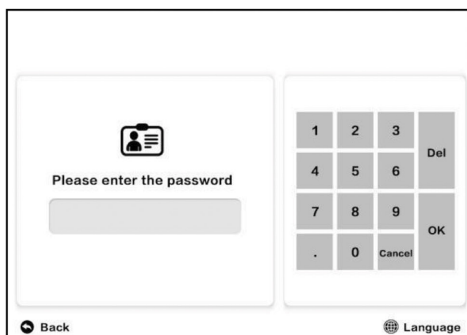 Please enter the password
1 2 3 Del
4 5 6
7 8 9 OK
. 0 Cancel
Back
Language